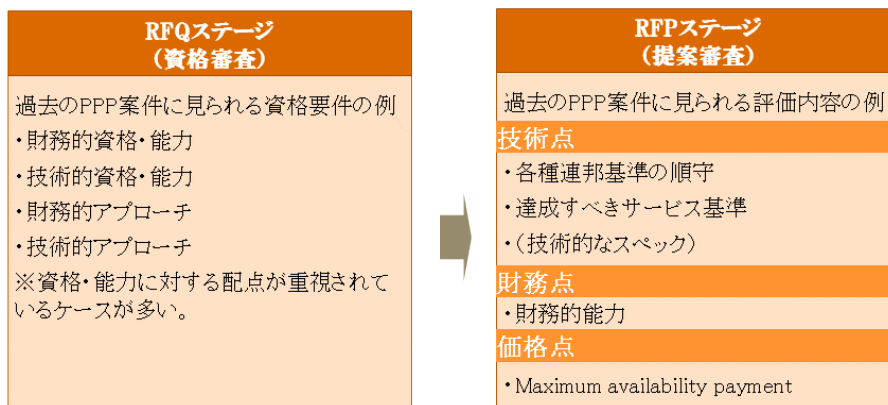 RFQステージ
（資格審査）
過去のPPP案件に見られる資格要件の例
・財務的資格・能力
・技術的資格・能力
・財務的アプローチ
・技術的アプローチ
※資格・能力に対する配点が重視されて
いるケースが多い。
RFPステージ
（提案審査）
過去のPPP案件に見られる評価内容の例
技術点
・各種連邦基準の順守
・達成すべきサービス基準
・（技術的なスペック）
財務点
・財務的能力
価格点
・Maximum availability payment